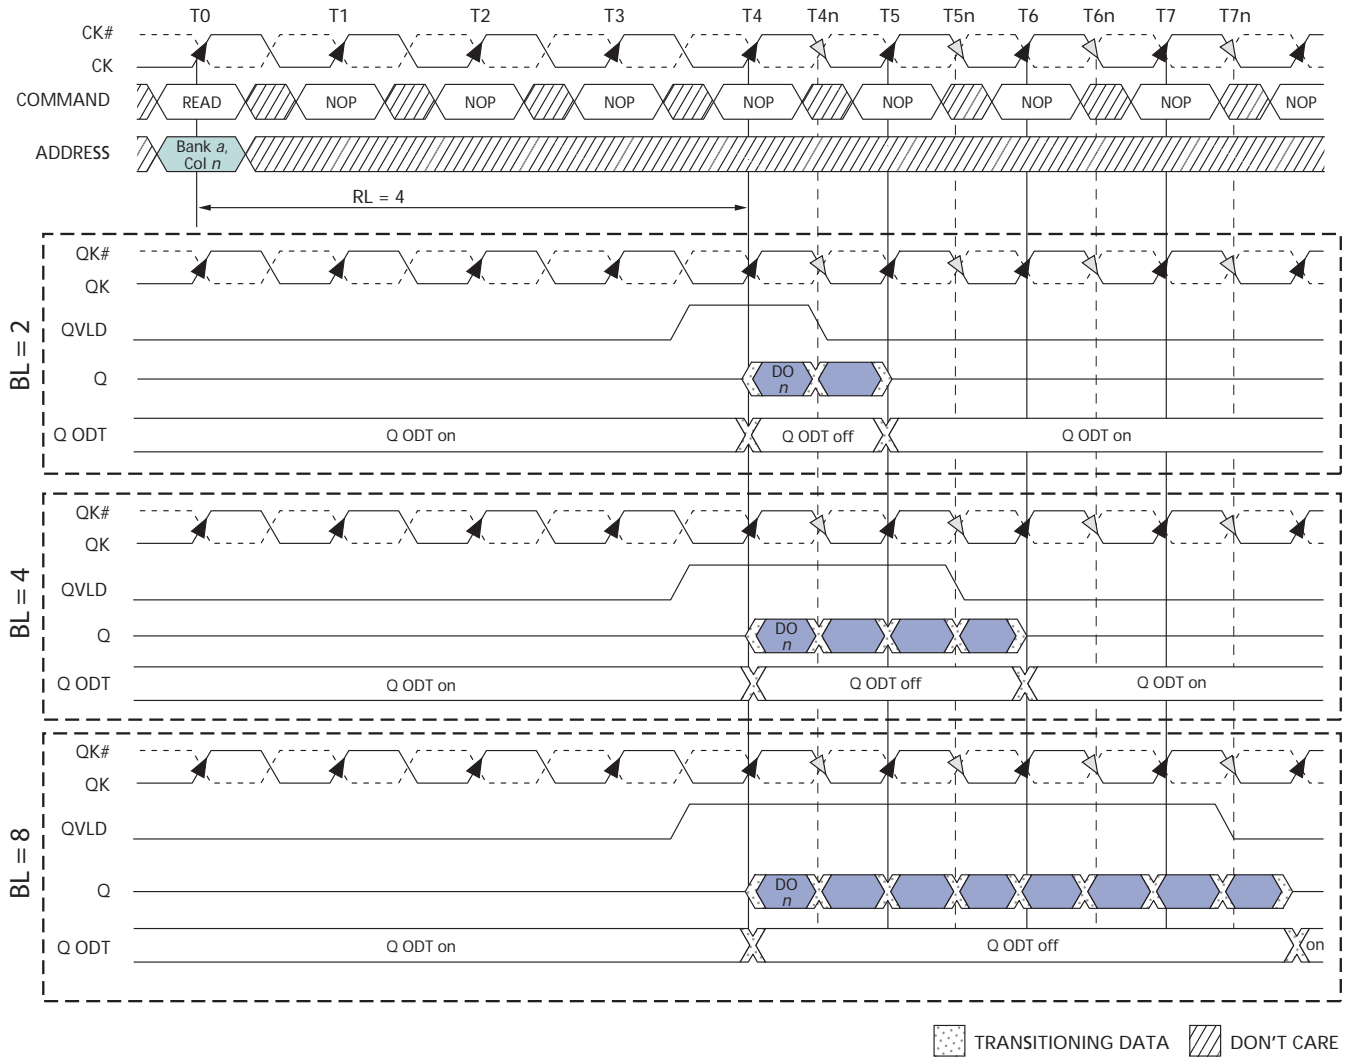 T0 T1 T2 T3 T4 T4n T5 T5n T6 T6n T7 T7n
CK#
CK
COMMAND READ NOP NOP NOP NOP NOP NOP NOP NOP
ADDRESS Bank a,
Col n
RL = 4
BL = 2
QK#
QK
QVLD
Q DO
n
Q ODT Q ODT on Q ODT off Q ODT on
BL = 4
QK#
QK
QVLD
Q DO
n
Q ODT Q ODT on Q ODT off Q ODT on
BL = 8
QK#
QK
QVLD
Q DO
n
Q ODT Q ODT on Q ODT off on
TRANSITIONING DATA DON'T CARE